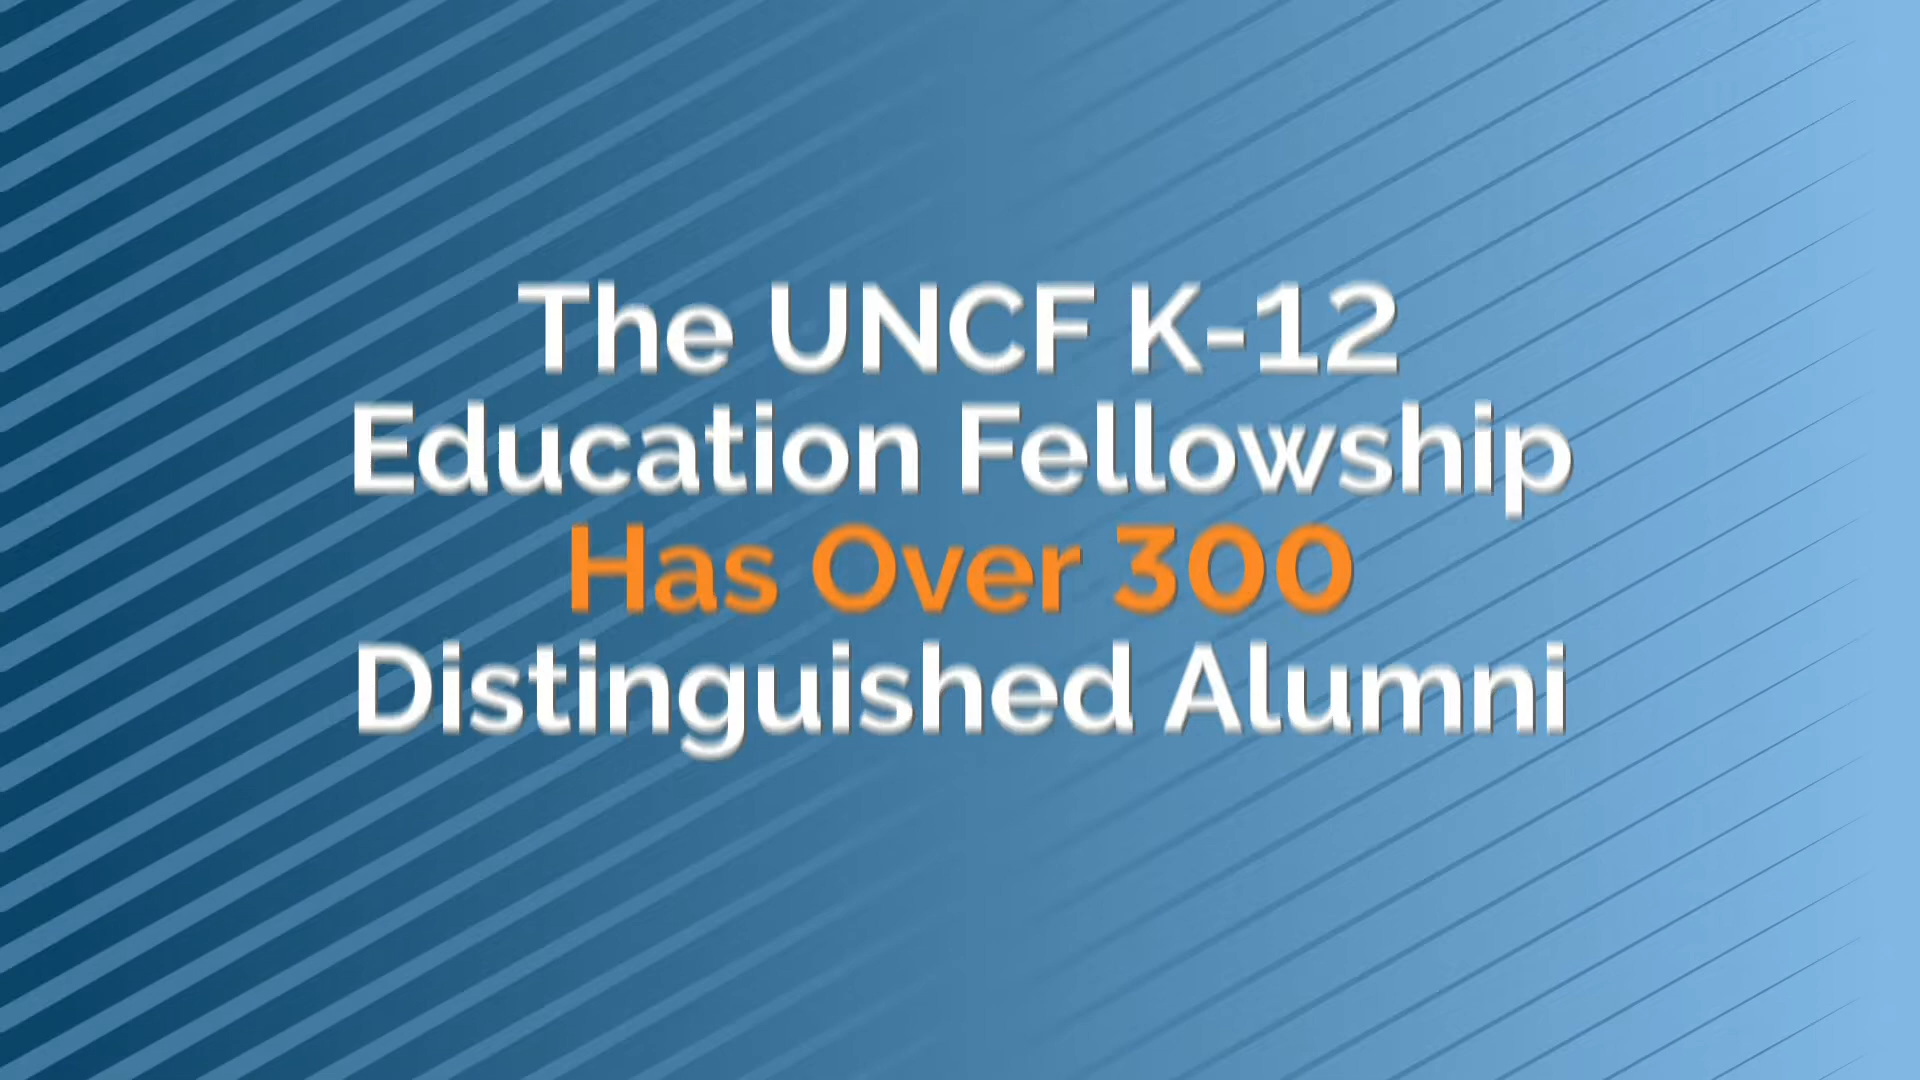 The UNCF K-12
Education Fellowship
Has Over 300
Distinguished Alumni